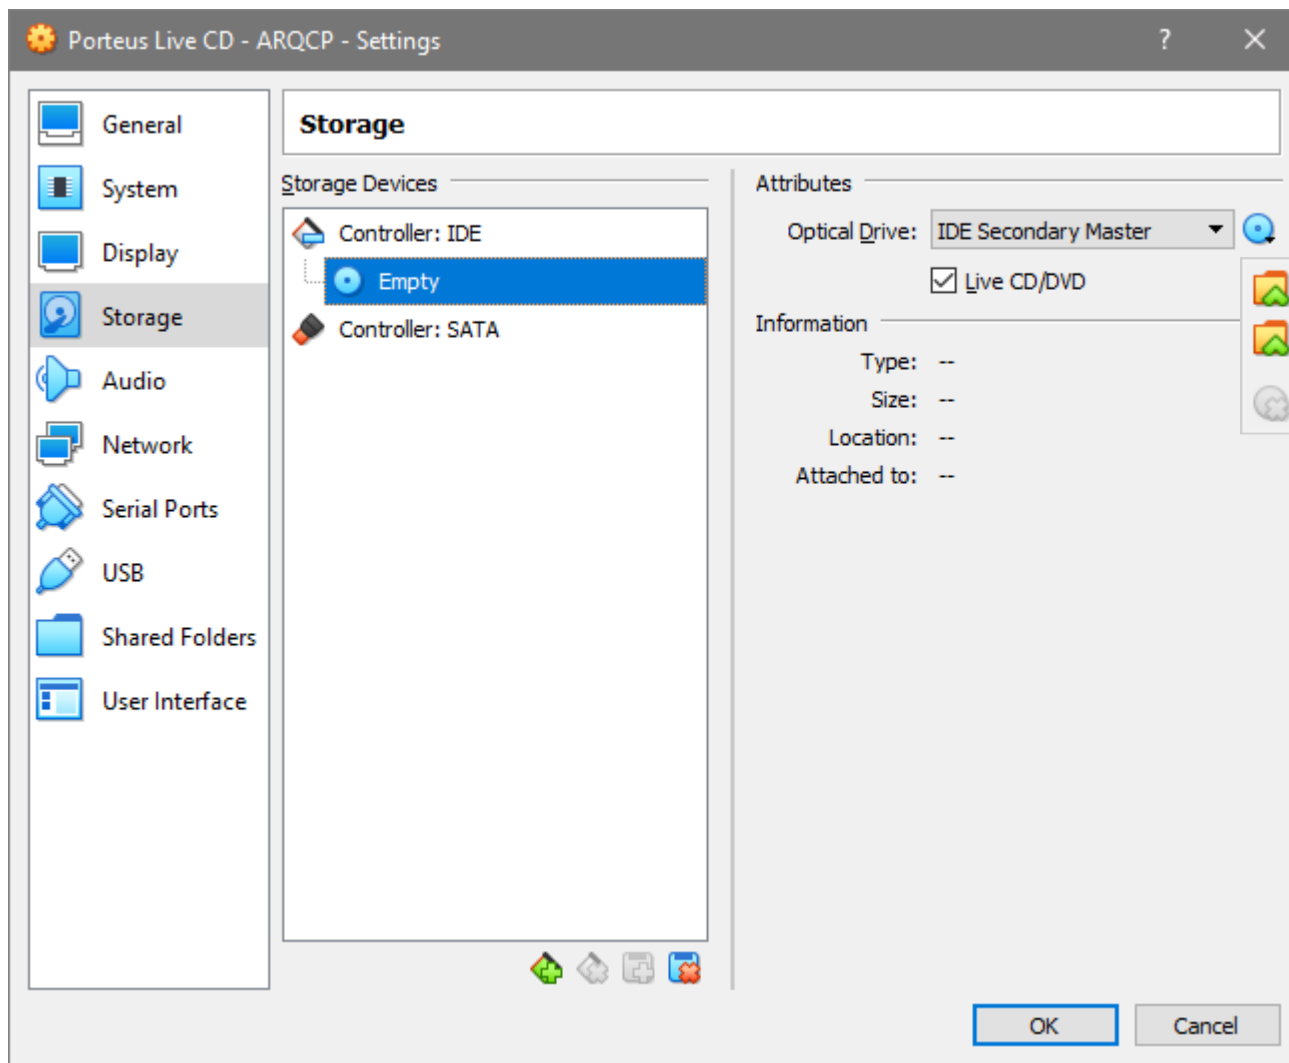 Porteus Live CD - ARQCP - Settings
?
General
System
Display
Storage
Audio
Network
Serial Ports
USB
Shared Folders
User Interface
Storage
Storage Devices
Controller: IDE
Empty
Controller: SATA
Attributes
Optical Drive: IDE Secondary Master
Live CD/DVD
Information
Type: --
Size: --
Location: --
Attached to: --
OK
Cancel